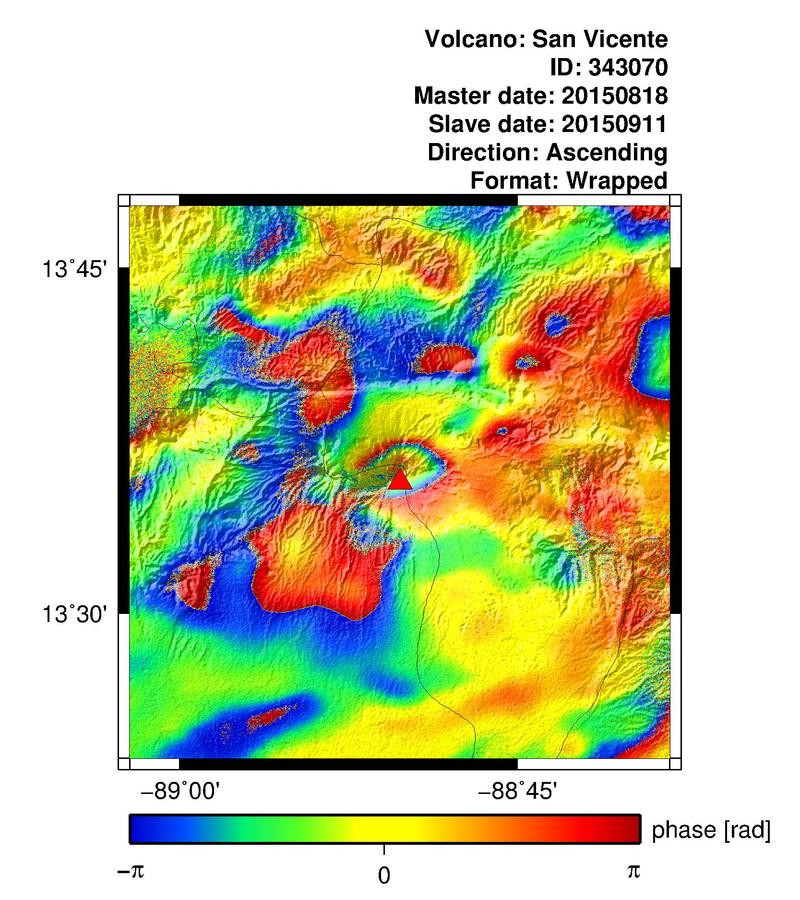 Volcano: San Vicente
ID: 343070
Master date: 20150818
Slave date: 20150911
Direction: Ascending
Format: Wrapped
13˚45'
13˚30'
−89˚00' −88˚45'
phase [rad]
−π 0 π